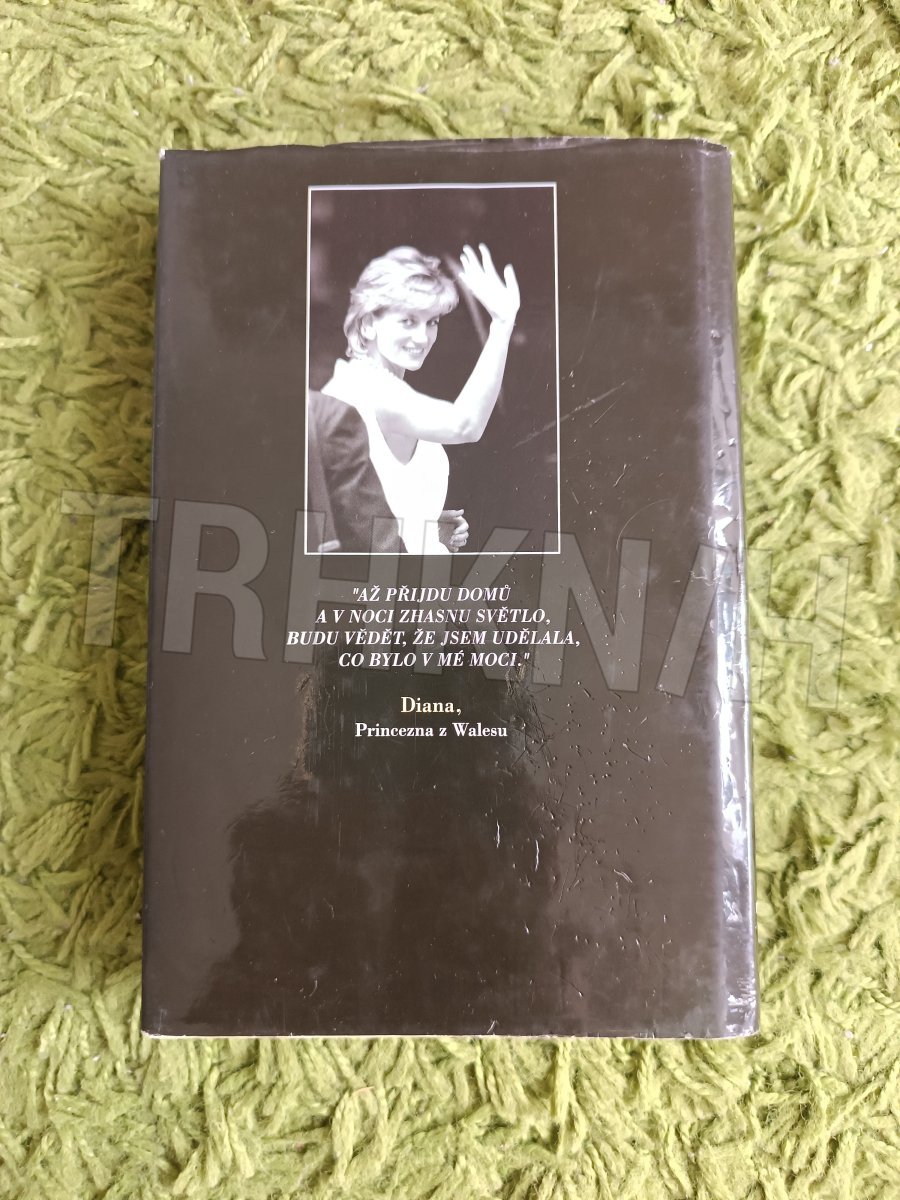 "AŽ PŘIJDU DOMŮ
A V NOCI ZHASNU SVĚTLO,
BUDU VĚDĚT, ŽE JSEM UDĚLALA,
CO BYLO V MÉ MOCI."
Diana,
Princezna z Walesu
TRHKNIH